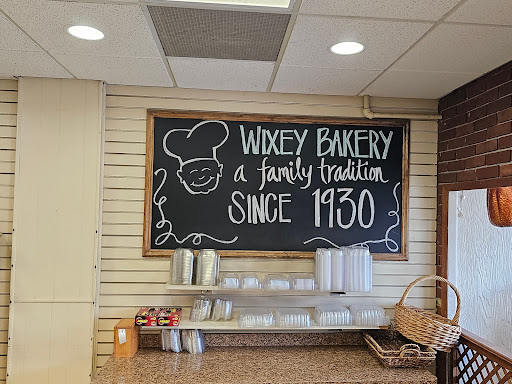 WIXEY BAKERY
a family tradition
SINCE 1930